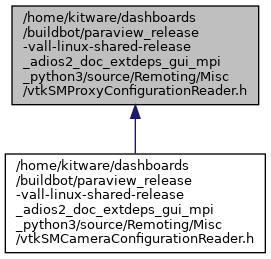 /home/kitware/dashboards
/buildbot/paraview_release
-vall-linux-shared-release
_adios2_doc_extdeps_gui_mpi
_python3/source/Remoting/Misc
/vtkSMProxyConfigurationReader.h
/home/kitware/dashboards
/buildbot/paraview_release
-vall-linux-shared-release
_adios2_doc_extdeps_gui_mpi
_python3/source/Remoting/Misc
/vtkSMCameraConfigurationReader.h